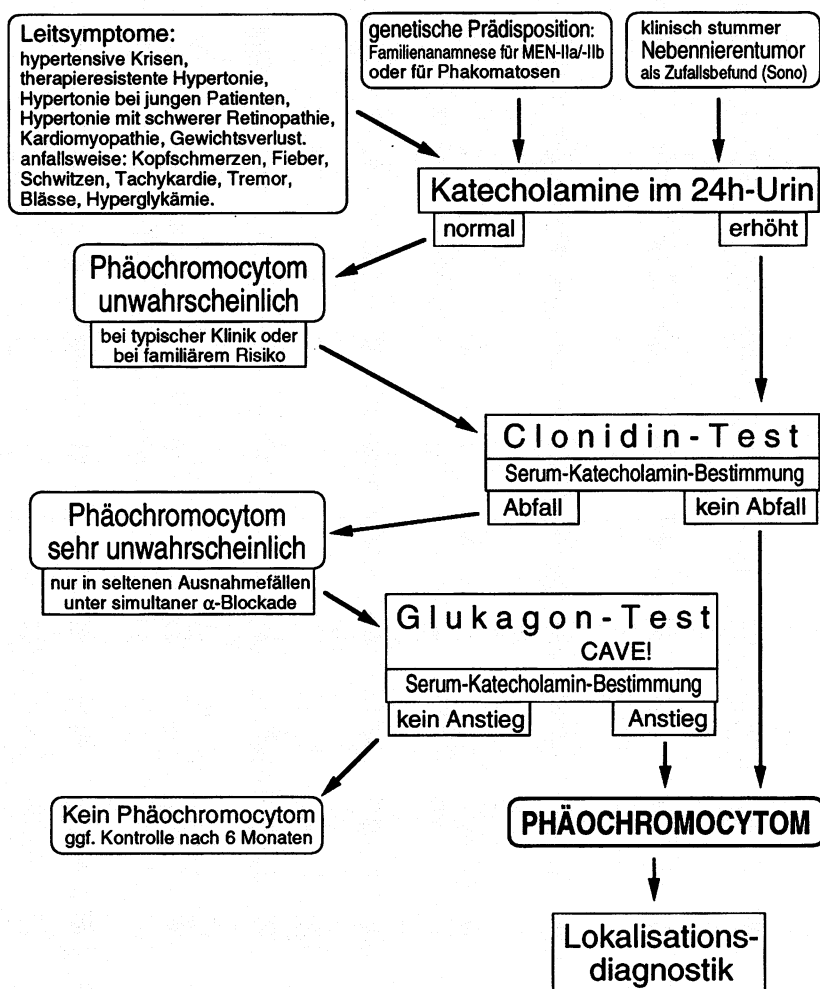 Leitsymptome:
hypertensive Krisen,
therapieresistente Hypertonie,
Hypertonie bei jungen Patienten,
Hypertonie mit schwerer Retinopathie,
Kardiomyopathie, Gewichtsverlust.
anfallsweise: Kopfschmerzen, Fieber,
Schwitzen, Tachykardie, Tremor,
Blässe, Hyperglykämie.
genetische Prädisposition:
Familienanamnese für MEN-IIa/-IIb
oder für Phakomatosen
klinisch stummer
Nebennierentumor
als Zufallsbefund (Sono)
Katecholamine im 24h-Urin
normal
erhöht
Phäochromocytom
unwahrscheinlich
bei typischer Klinik oder
bei familiärem Risiko
Clonidin-Test
Serum-Katecholamin-Bestimmung
Abfall
kein Abfall
Phäochromocytom
sehr unwahrscheinlich
nur in seltenen Ausnahmefällen
unter simultaner α-Blockade
Glukagon-Test
CAVE!
Serum-Katecholamin-Bestimmung
kein Anstieg
Anstieg
Kein Phäochromocytom
ggf. Kontrolle nach 6 Monaten
PHÄOCHROMOCYTOM
Lokalisations-
diagnostik